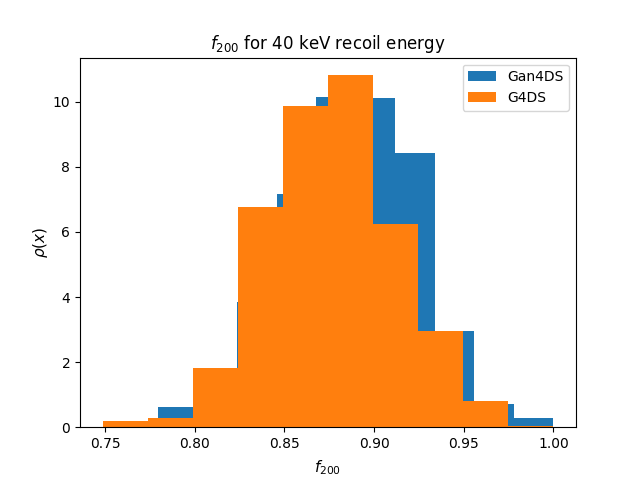 f₂₀₀ for 40 keV recoil energy
Gan4DS
G4DS
ρ(x)
10
8
6
4
2
0
0.75 0.80 0.85 0.90 0.95 1.00
f₂₀₀